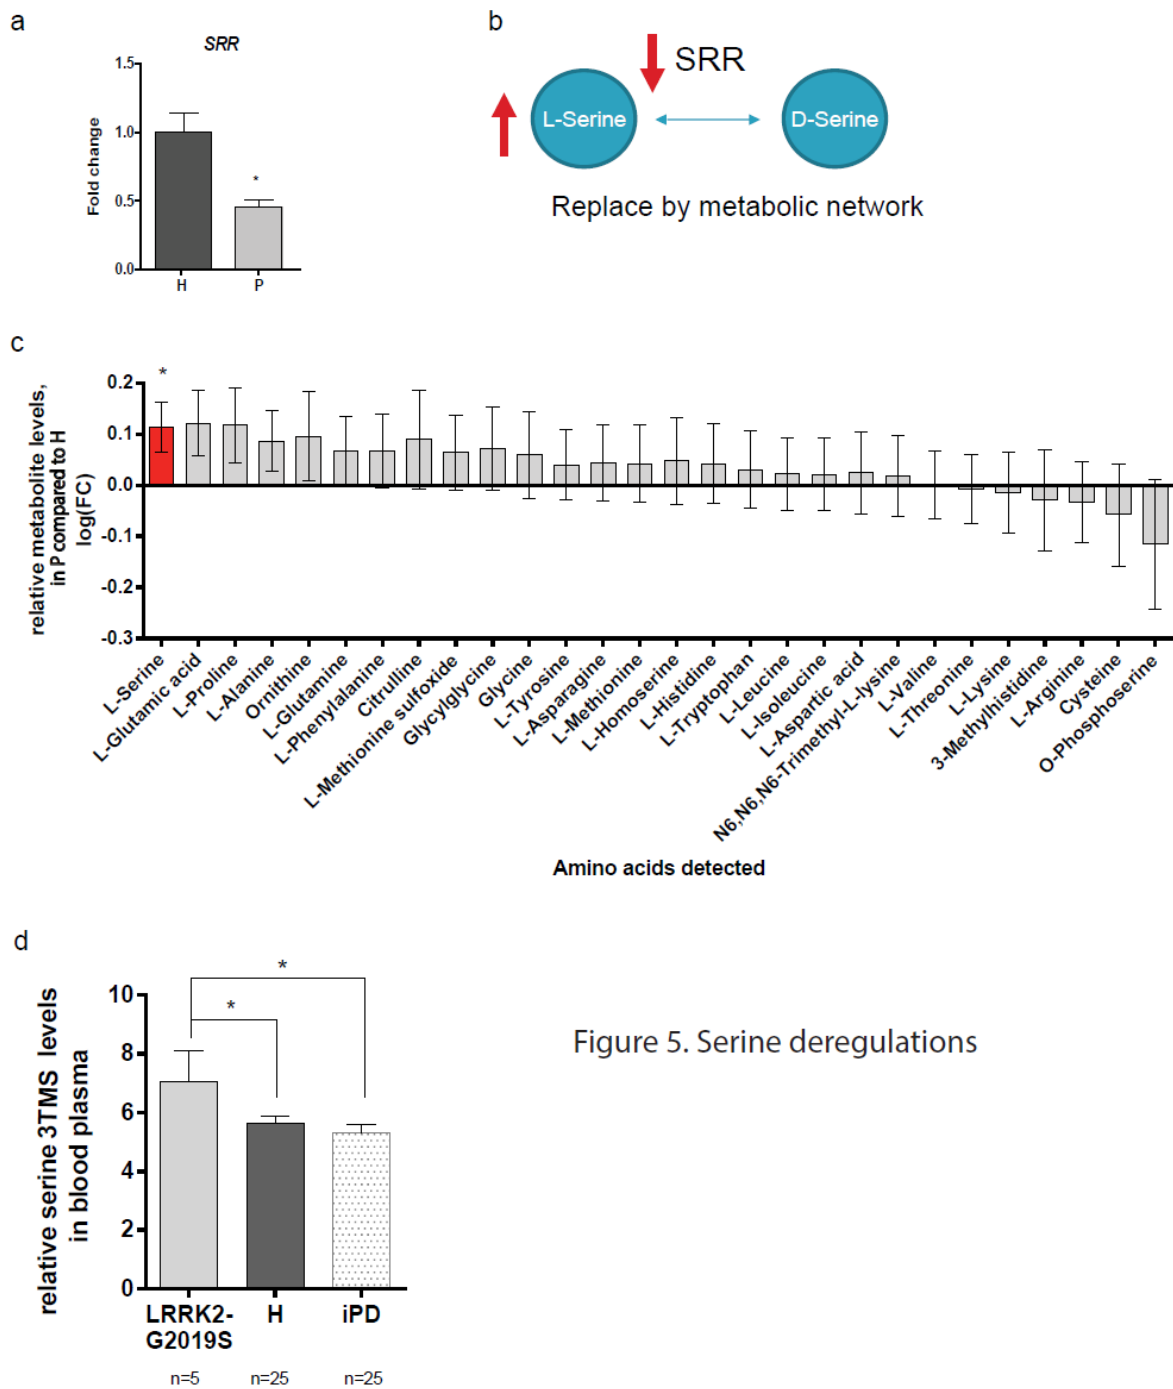 a
SRR
1.5
1.0
0.5
0.0
Fold change
*
H
P
b
SRR
L-Serine
D-Serine
Replace by metabolic network
c
relative metabolite levels,
in P compared to H
log(FC)
0.2
0.1
0.0
-0.1
-0.2
-0.3
*
L-Serine
L-Glutamic acid
L-Proline
L-Alanine
Ornithine
L-Glutamine
L-Phenylalanine
Citrulline
L-Methionine sulfoxide
Glycylglycine
Glycine
L-Tyrosine
L-Asparagine
L-Methionine
L-Homoserine
L-Histidine
L-Tryptophan
L-Leucine
L-Isoleucine
L-Aspartic acid
N6,N6,N6-Trimethyl-L-lysine
L-Valine
L-Threonine
L-Lysine
3-Methylhistidine
L-Arginine
Cysteine
O-Phosphoserine
Amino acids detected
d
relative serine 3TMS levels
in blood plasma
10
8
6
4
2
0
*
*
LRRK2-
G2019S
H
iPD
n=5
n=25
n=25
Figure 5. Serine deregulations